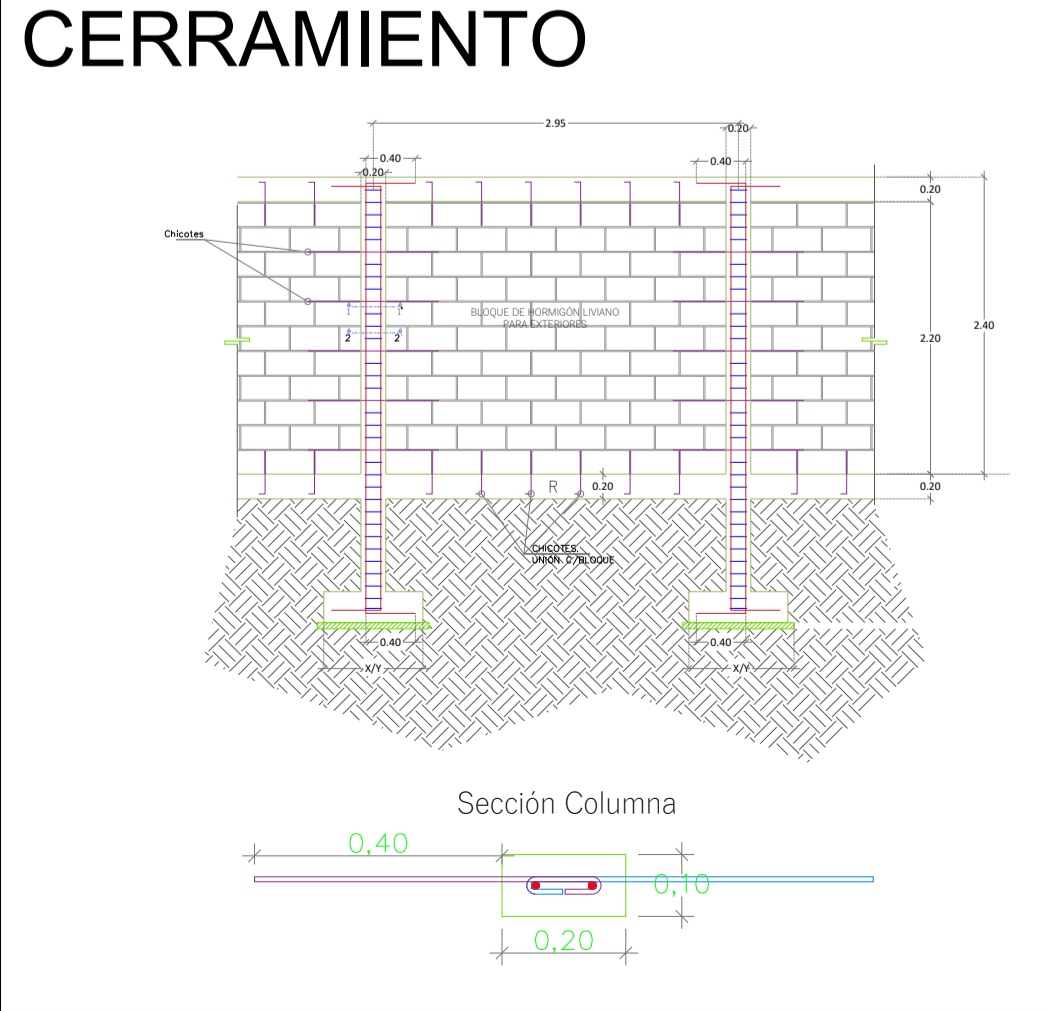 CERRAMIENTO
2.95
0.20
0.40
0.40
0.20
0.20
Chicotes
BLOQUE DE HORMIGÓN LIVIANO
PARA EXTERIORES
1 1
2 2
2.40
2.20
R
0.20
0.20
CHICOTES.
UNIÓN C/BLOQUE
0.40
0.40
X/Y
X/Y
Sección Columna
0,40
0,10
0,20